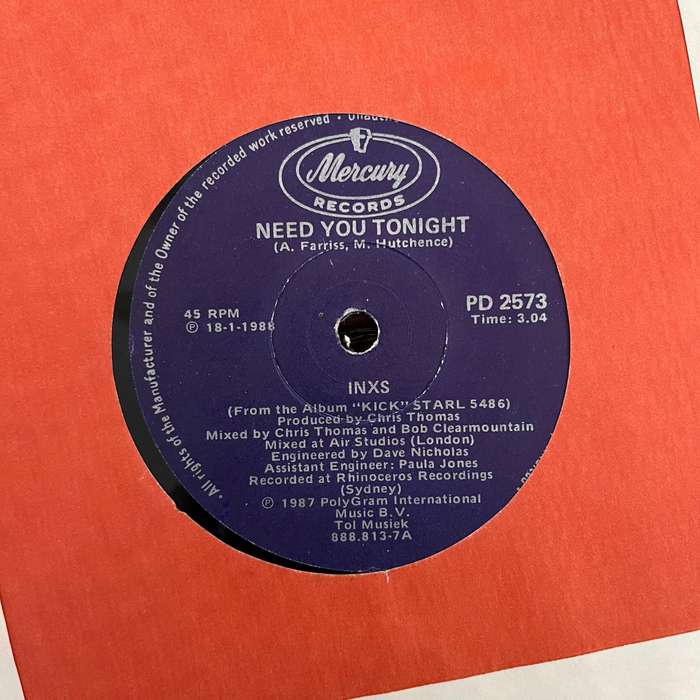 • All rights of the Manufacturer and of the Owner of the recorded work reserved •
Mercury
RECORDS
NEED YOU TONIGHT
(A. Farriss, M. Hutchence)
45 RPM
℗ 18-1-1988
PD 2573
Time: 3.04
INXS
(From the Album "KICK" STARL 5486)
Produced by Chris Thomas
Mixed by Chris Thomas and Bob Clearmountain
Mixed at Air Studios (London)
Engineered by Dave Nicholas
Assistant Engineer: Paula Jones
Recorded at Rhinoceros Recordings
(Sydney)
℗ 1987 PolyGram International
Music B.V.
Tol Musiek
888.813-7A